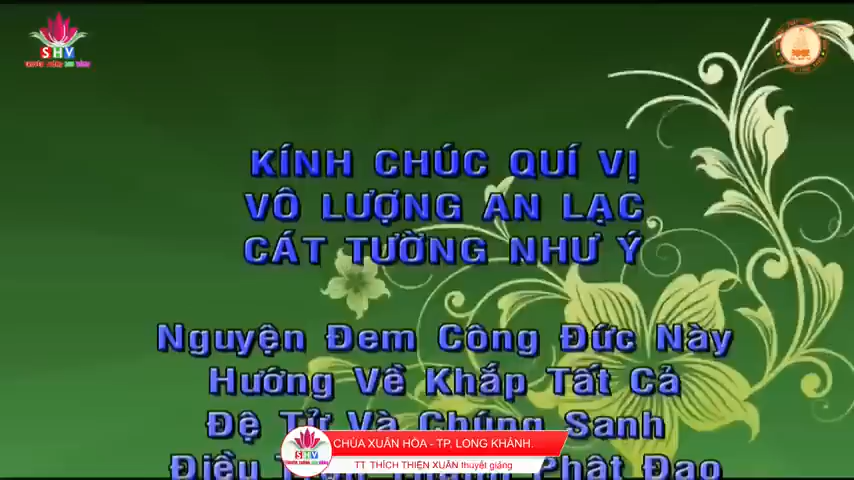 SHV
KÍNH CHÚC QUÍ VỊ
VÔ LƯỢNG AN LẠC
CÁT TƯỜNG NHƯ Ý
Nguyện Đem Công Đức Này
Hướng Về Khắp Tất Cả
Đệ Tử Và Chúng Sanh
Điều Phật Đạo
CHÙA XUÂN HÒA - TP, LONG KHÁNH.
SHV
TT THÍCH THIỆN XUÂN thuyết giảng